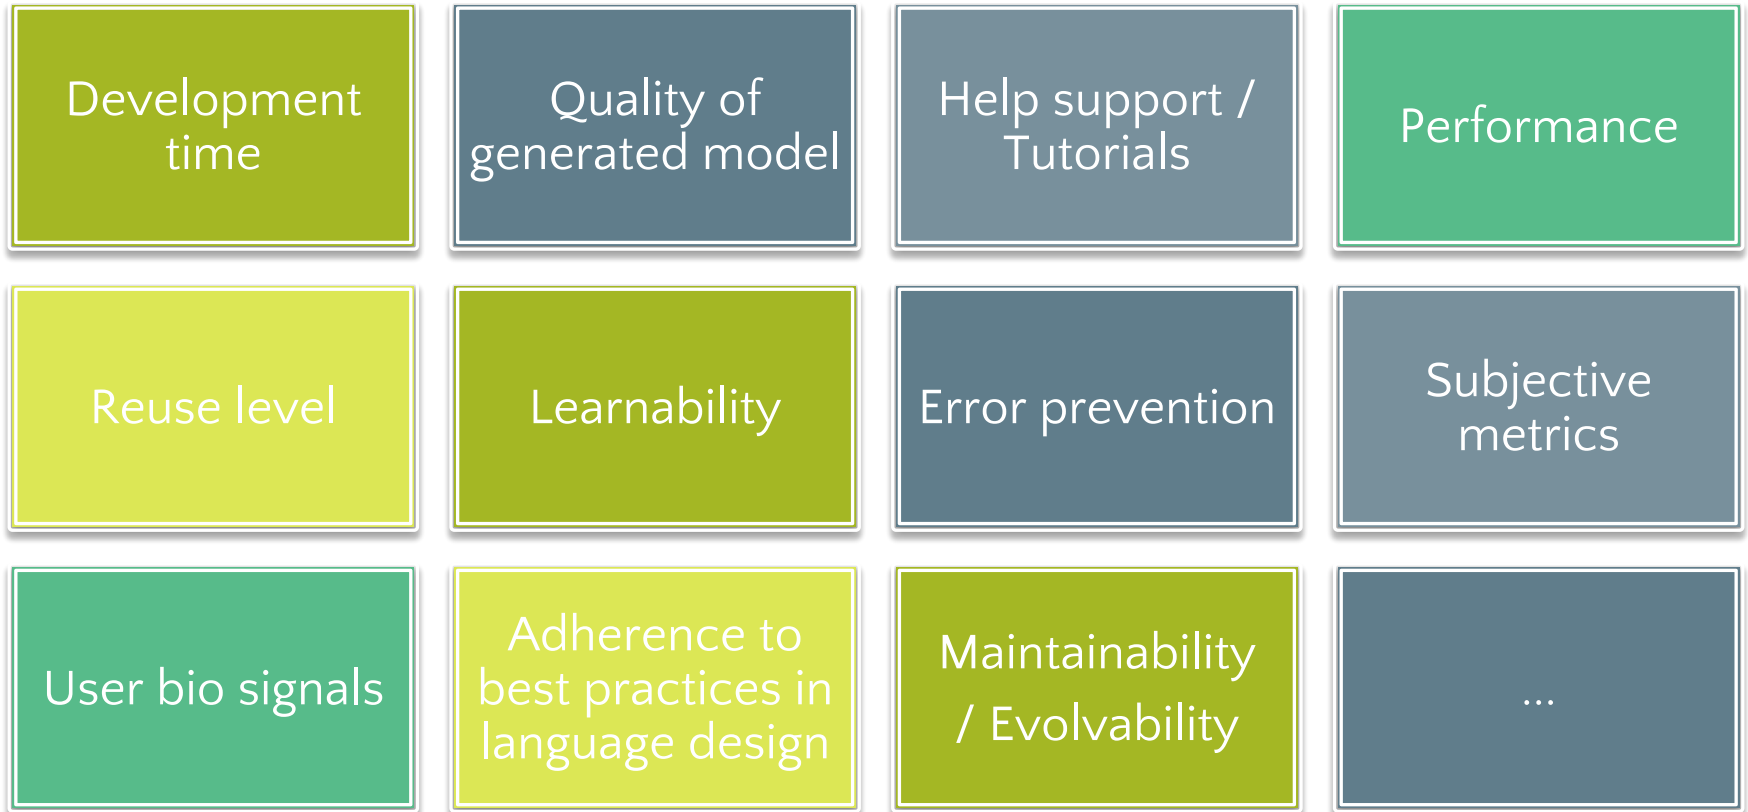 Development
time
Quality of
generated model
Help support /
Tutorials
Performance
Reuse level
Learnability
Error prevention
Subjective
metrics
User bio signals
Adherence to
best practices in
language design
Maintainability
/ Evolvability
...